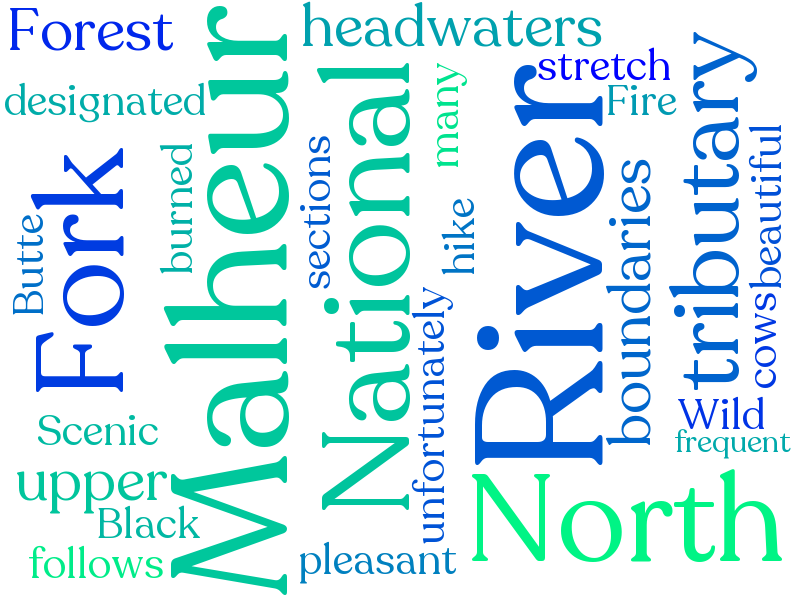 Forest
headwaters
stretch
designated
Fire
many
Malheur
National
River
tributary
Fork
burned
sections
hike
boundaries
beautiful
Butte
unfortunately
cows
Scenic
Wild
frequent
upper
Black
North
follows
pleasant